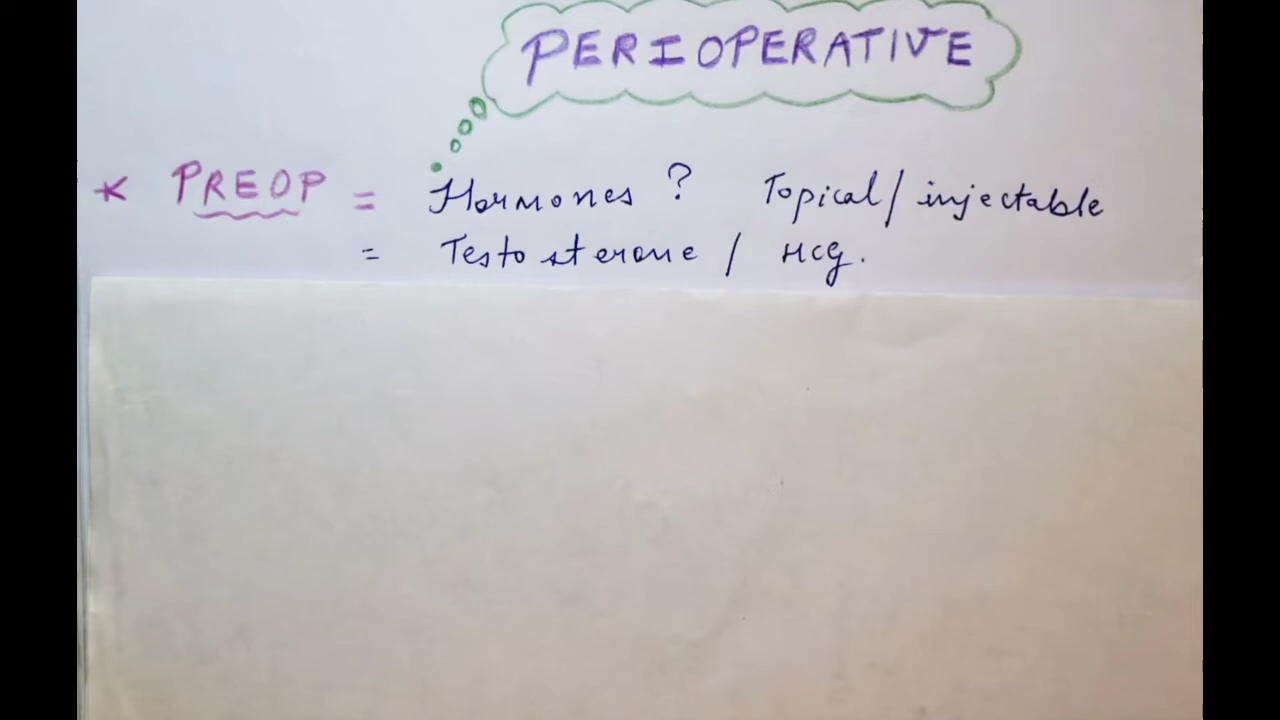 PERIOPERATIVE
* PREOP = Hormones ? Topical/injectable
= Testosterone / HCG.